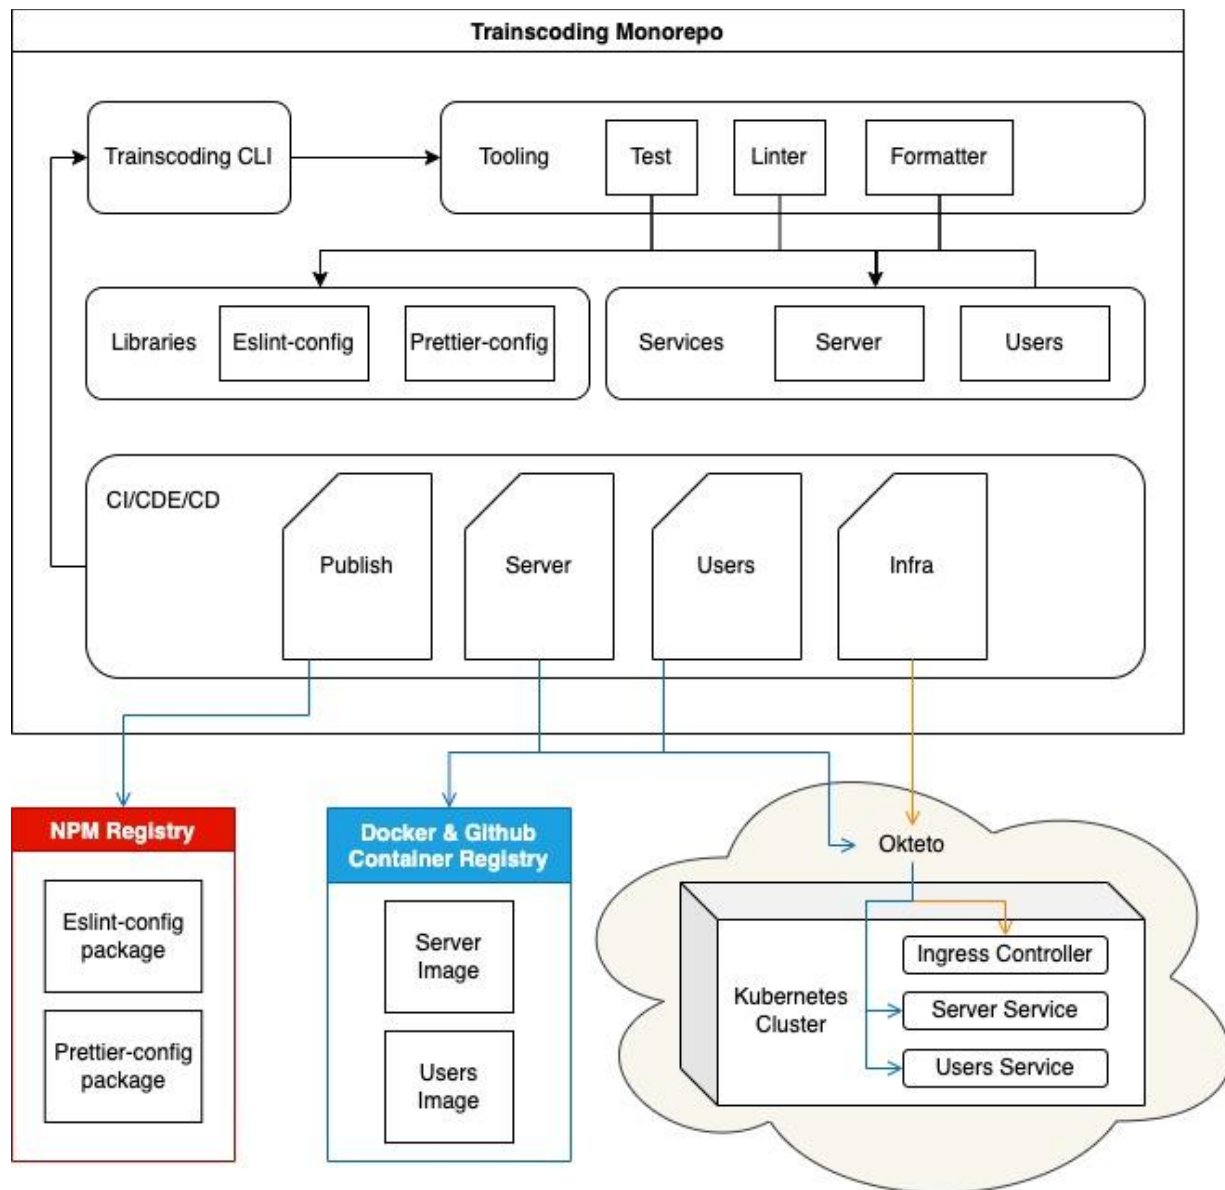 Trainscoding Monorepo
Trainscoding CLI
Tooling
Test
Linter
Formatter
Libraries
Eslint-config
Prettier-config
Services
Server
Users
CI/CDE/CD
Publish
Server
Users
Infra
NPM Registry
Eslint-config
package
Prettier-config
package
Docker & Github
Container Registry
Server
Image
Users
Image
Okteto
Kubernetes
Cluster
Ingress Controller
Server Service
Users Service